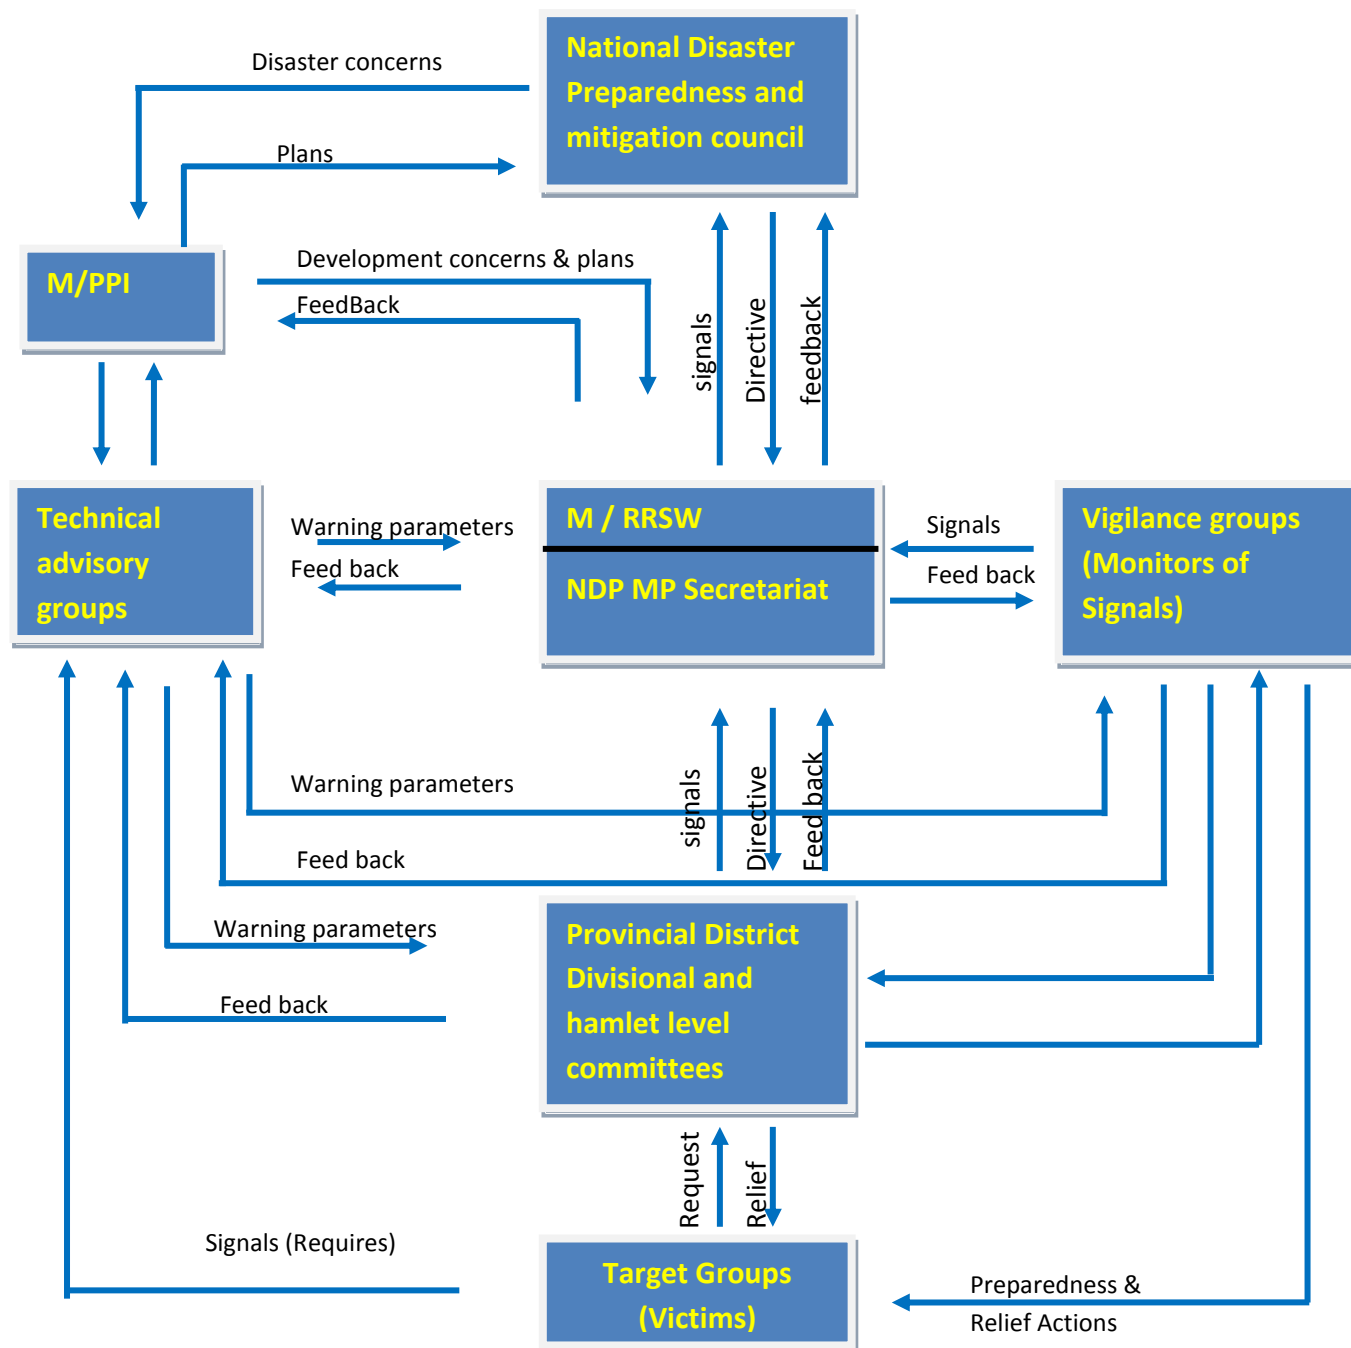 National Disaster
Preparedness and
mitigation council
Disaster concerns
Plans
M/PPI
Development concerns & plans
FeedBack
signals
Directive
feedback
Technical
advisory
groups
Warning parameters
Feed back
M / RRSW
NDP MP Secretariat
Signals
Feed back
Vigilance groups
(Monitors of
Signals)
Warning parameters
signals
Directive
Feed back
Feed back
Warning parameters
Feed back
Provincial District
Divisional and
hamlet level
committees
Request
Relief
Signals (Requires)
Target Groups
(Victims)
Preparedness &
Relief Actions